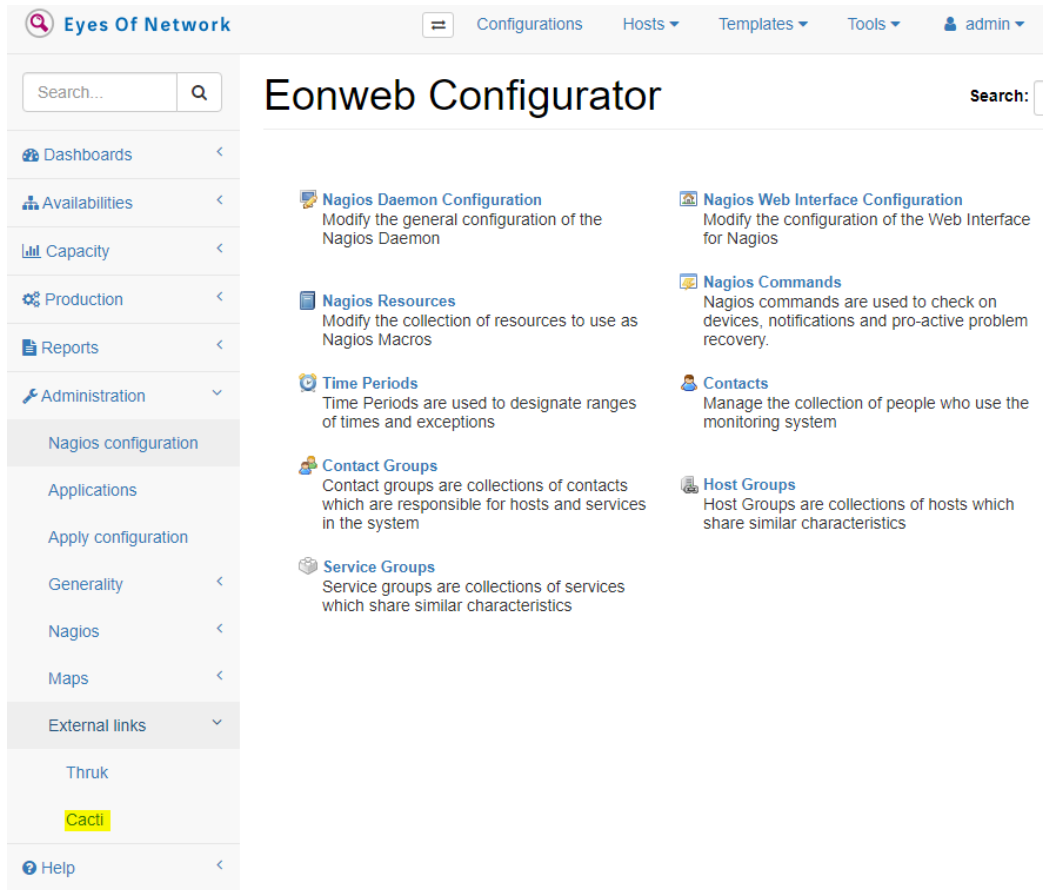 Eyes Of Network
Configurations Hosts Templates Tools admin
Search...
Eonweb Configurator
Search:
Dashboards
Availabilities
Capacity
Production
Reports
Administration
Nagios configuration
Applications
Apply configuration
Generality
Nagios
Maps
External links
Thruk
Cacti
Help
Nagios Daemon Configuration
Modify the general configuration of the
Nagios Daemon
Nagios Web Interface Configuration
Modify the configuration of the Web Interface
for Nagios
Nagios Resources
Modify the collection of resources to use as
Nagios Macros
Nagios Commands
Nagios commands are used to check on
devices, notifications and pro-active problem
recovery.
Time Periods
Time Periods are used to designate ranges
of times and exceptions
Contacts
Manage the collection of people who use the
monitoring system
Contact Groups
Contact groups are collections of contacts
which are responsible for hosts and services
in the system
Host Groups
Host Groups are collections of hosts which
share similar characteristics
Service Groups
Service groups are collections of services
which share similar characteristics